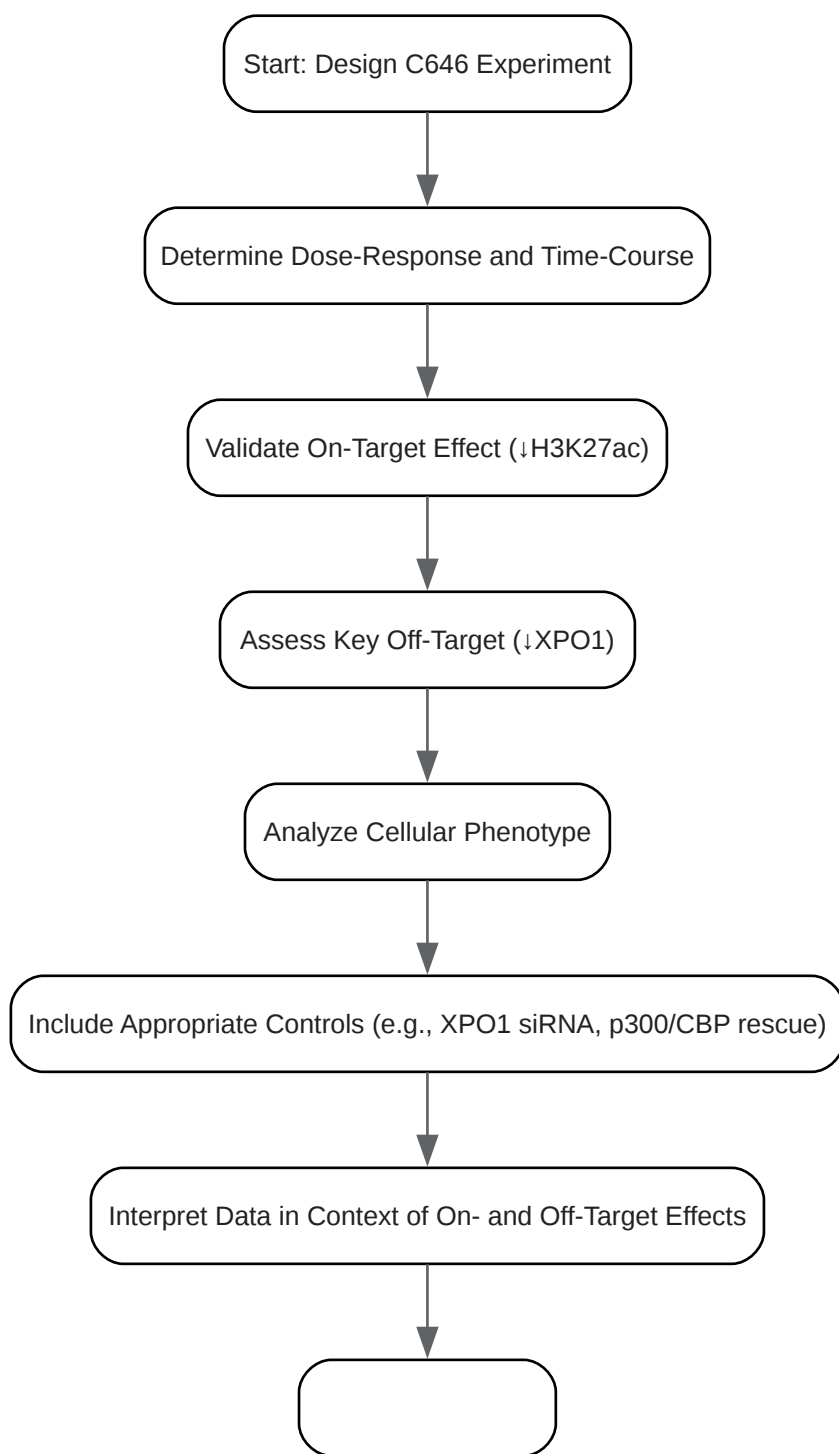 Start: Design C646 Experiment
Determine Dose-Response and Time-Course
Validate On-Target Effect (↓H3K27ac)
Assess Key Off-Target (↓XPO1)
Analyze Cellular Phenotype
Include Appropriate Controls (e.g., XPO1 siRNA, p300/CBP rescue)
Interpret Data in Context of On- and Off-Target Effects